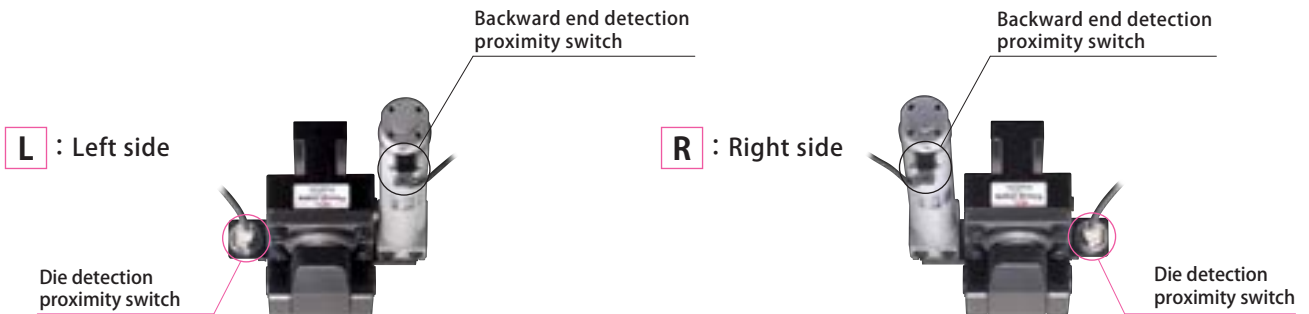 Backward end detection
proximity switch
Backward end detection
proximity switch
L : Left side
R : Right side
Die detection
proximity switch
Die detection
proximity switch